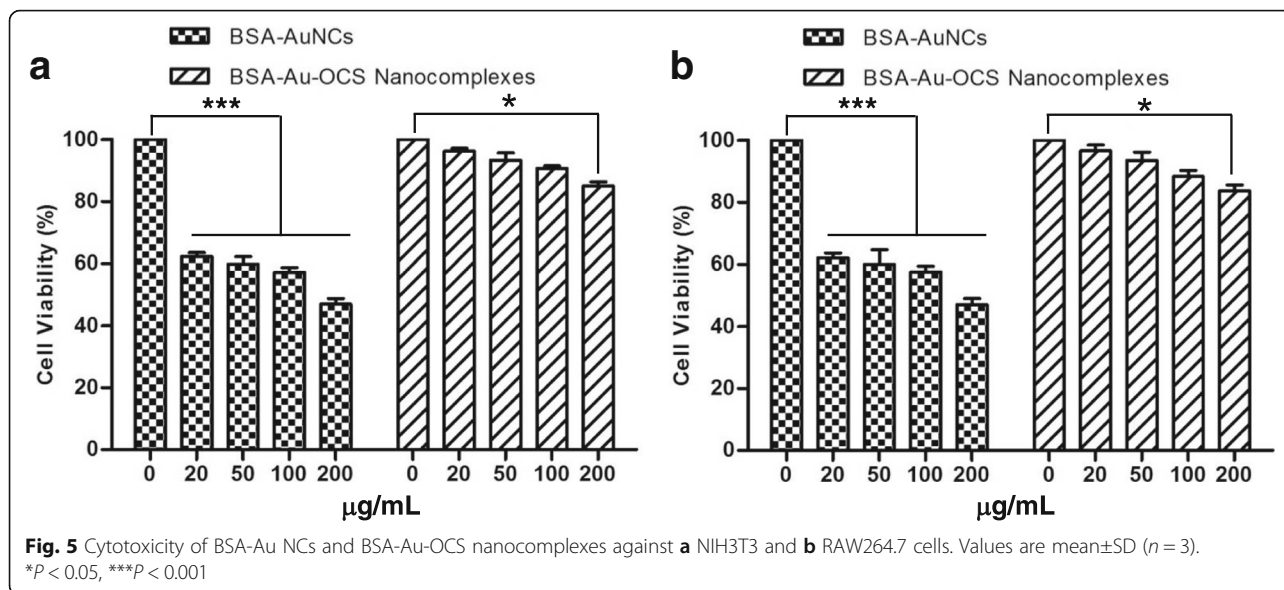 a
BSA-AuNCs
BSA-Au-OCS Nanocomplexes
***
*
Cell Viability (%)
100
80
60
40
20
0
0 20 50 100 200 0 20 50 100 200
μg/mL
b
BSA-AuNCs
BSA-Au-OCS Nanocomplexes
***
*
Cell Viability (%)
100
80
60
40
20
0
0 20 50 100 200 0 20 50 100 200
μg/mL
Fig. 5 Cytotoxicity of BSA-Au NCs and BSA-Au-OCS nanocomplexes against a NIH3T3 and b RAW264.7 cells. Values are mean±SD (n = 3).
*P < 0.05, ***P < 0.001